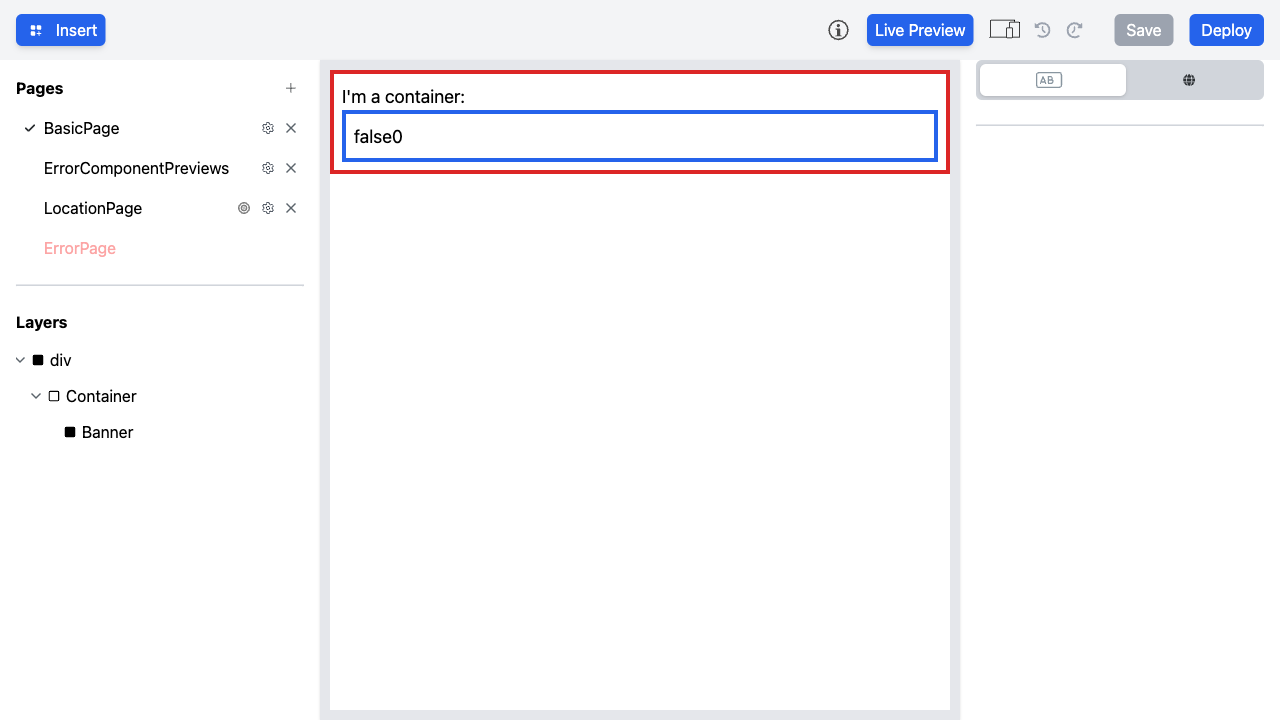 Insert
Live Preview
Save
Deploy
Pages
BasicPage
ErrorComponentPreviews
LocationPage
ErrorPage
Layers
div
Container
Banner
I'm a container:
false0
AB